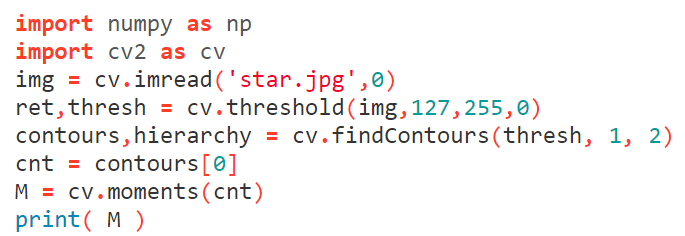 import numpy as np
import cv2 as cv
img = cv.imread('star.jpg',0)
ret,thresh = cv.threshold(img,127,255,0)
contours,hierarchy = cv.findContours(thresh, 1, 2)
cnt = contours[0]
M = cv.moments(cnt)
print( M )